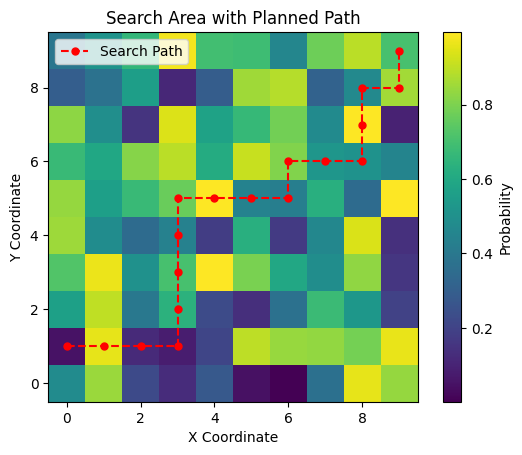 Search Area with Planned Path
Search Path
Y Coordinate
8
6
4
2
0
0 2 4 6 8
X Coordinate
0.8
0.6
0.4
0.2
Probability